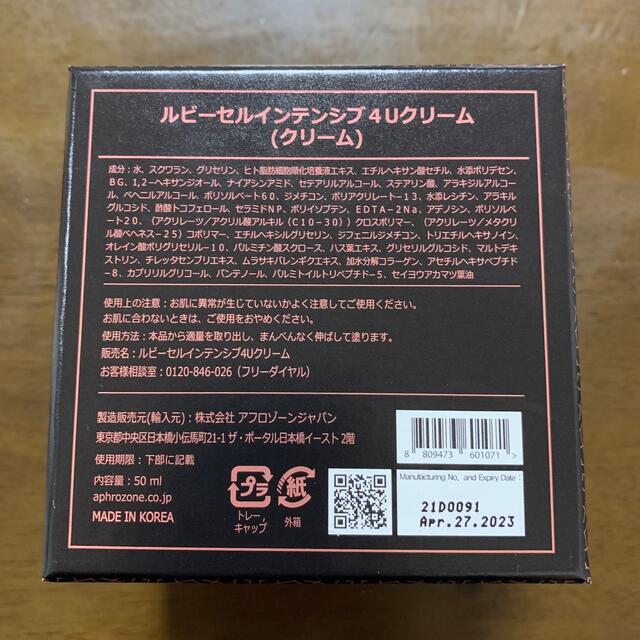 ルビーセルインテンシブ4Uクリーム
(クリーム)
成分：水、スクワラン、グリセリン、ヒト脂肪細胞順化培養液エキス、エチルヘキサン酸セチル、水添ポリデセン、
BG、1,2-ヘキサンジオール、ナイアシンアミド、セテアリルアルコール、ステアリン酸、アラキジルアルコー
ル、ベヘニルアルコール、ポリソルベート60、ジメチコン、ポリアクリレート-13、水添レシチン、アラキル
グルコシド、酢酸トコフェロール、セラミドNP、ポリイソブテン、EDTA-2Na、アデノシン、ポリソルベ
ート20、(アクリレーツ/アクリル酸アルキル(C10-30))クロスポリマー、(アクリレーツ/メタクリ
ル酸ベヘネス-25)コポリマー、エチルヘキシルグリセリン、ジフェニルジメチコン、トリエチルヘキサノイン、
オレイン酸ポリグリセリル-10、パルミチン酸スクロース、ハス葉エキス、グリセリルグルコシド、マルトデキ
ストリン、チレッタセンブリエキス、ムラサキバレンギクエキス、加水分解コラーゲン、アセチルヘキサペプチド
-8、カプリリルグリコール、パンテノール、パルミトイルトリペプチド-5、セイヨウアカマツ葉油
使用上の注意：お肌に異常が生じていないかよく注意してご使用ください。
お肌に合わないときは、ご使用をおやめください。
使用方法：本品から適量を取り出し、まんべんなく伸ばして塗ります。
販売名：ルビーセルインテンシブ4Uクリーム
お客様相談室：0120-846-026（フリーダイヤル）
製造販売元(輸入元)：株式会社 アフロゾーンジャパン
東京都中央区日本橋小伝馬町21-1 ザ・ポータル日本橋イースト 2階
使用期限：下部に記載
内容量：50 ml
aphrozone.co.jp
MADE IN KOREA
プラ
トレー,
キャップ
紙
外箱
8 809473 601071 >
Manufacturing No, and Expiry Date :
21D0091
Apr.27.2023